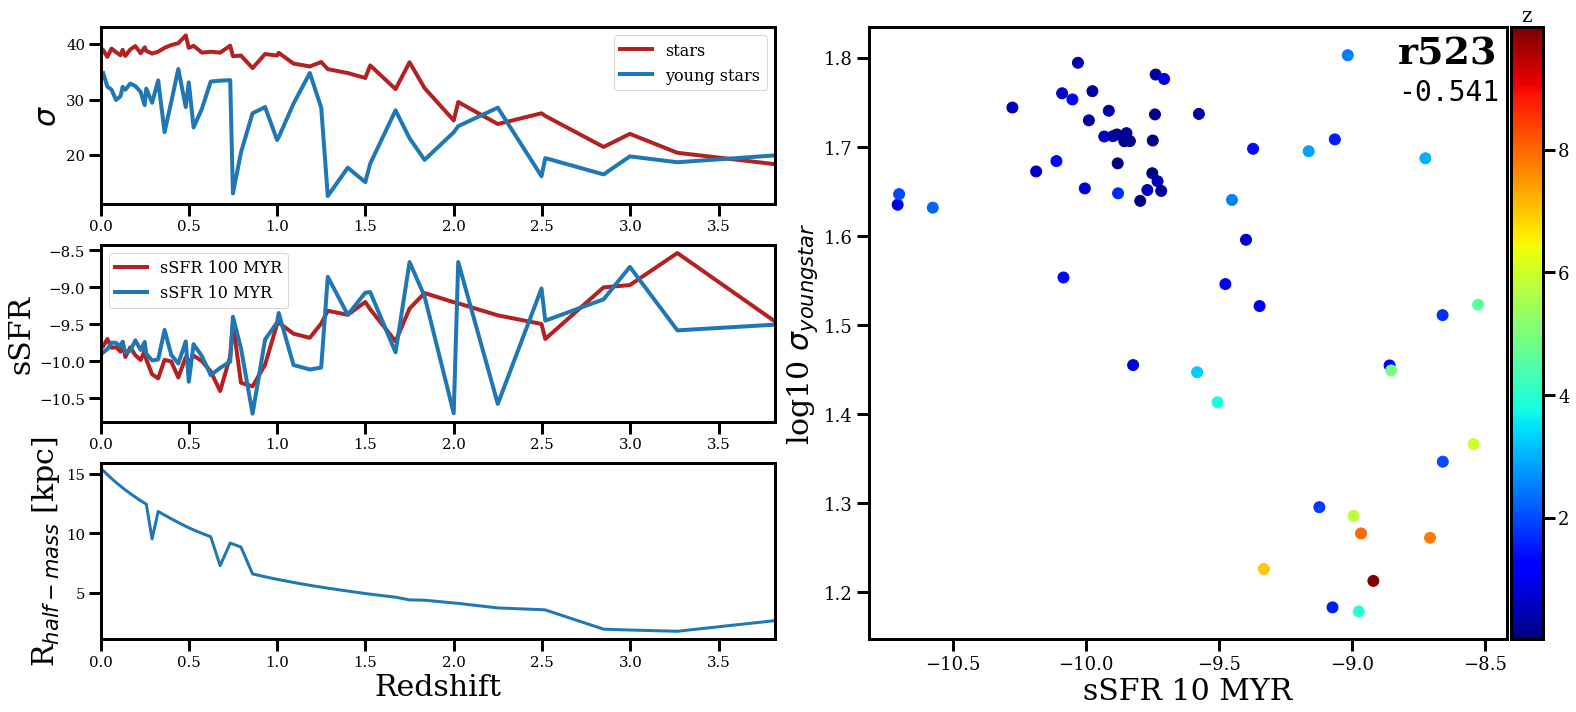 40
30
20
σ
stars
young stars
0.0 0.5 1.0 1.5 2.0 2.5 3.0 3.5
−8.5
−9.0
−9.5
−10.0
−10.5
sSFR
sSFR 100 MYR
sSFR 10 MYR
0.0 0.5 1.0 1.5 2.0 2.5 3.0 3.5
15
10
5
R_{half−mass} [kpc]
0.0 0.5 1.0 1.5 2.0 2.5 3.0 3.5
Redshift
r523
-0.541
1.8
1.7
1.6
1.5
1.4
1.3
1.2
log10 σ_{youngstar}
−10.5 −10.0 −9.5 −9.0 −8.5
sSFR 10 MYR
z
8
6
4
2